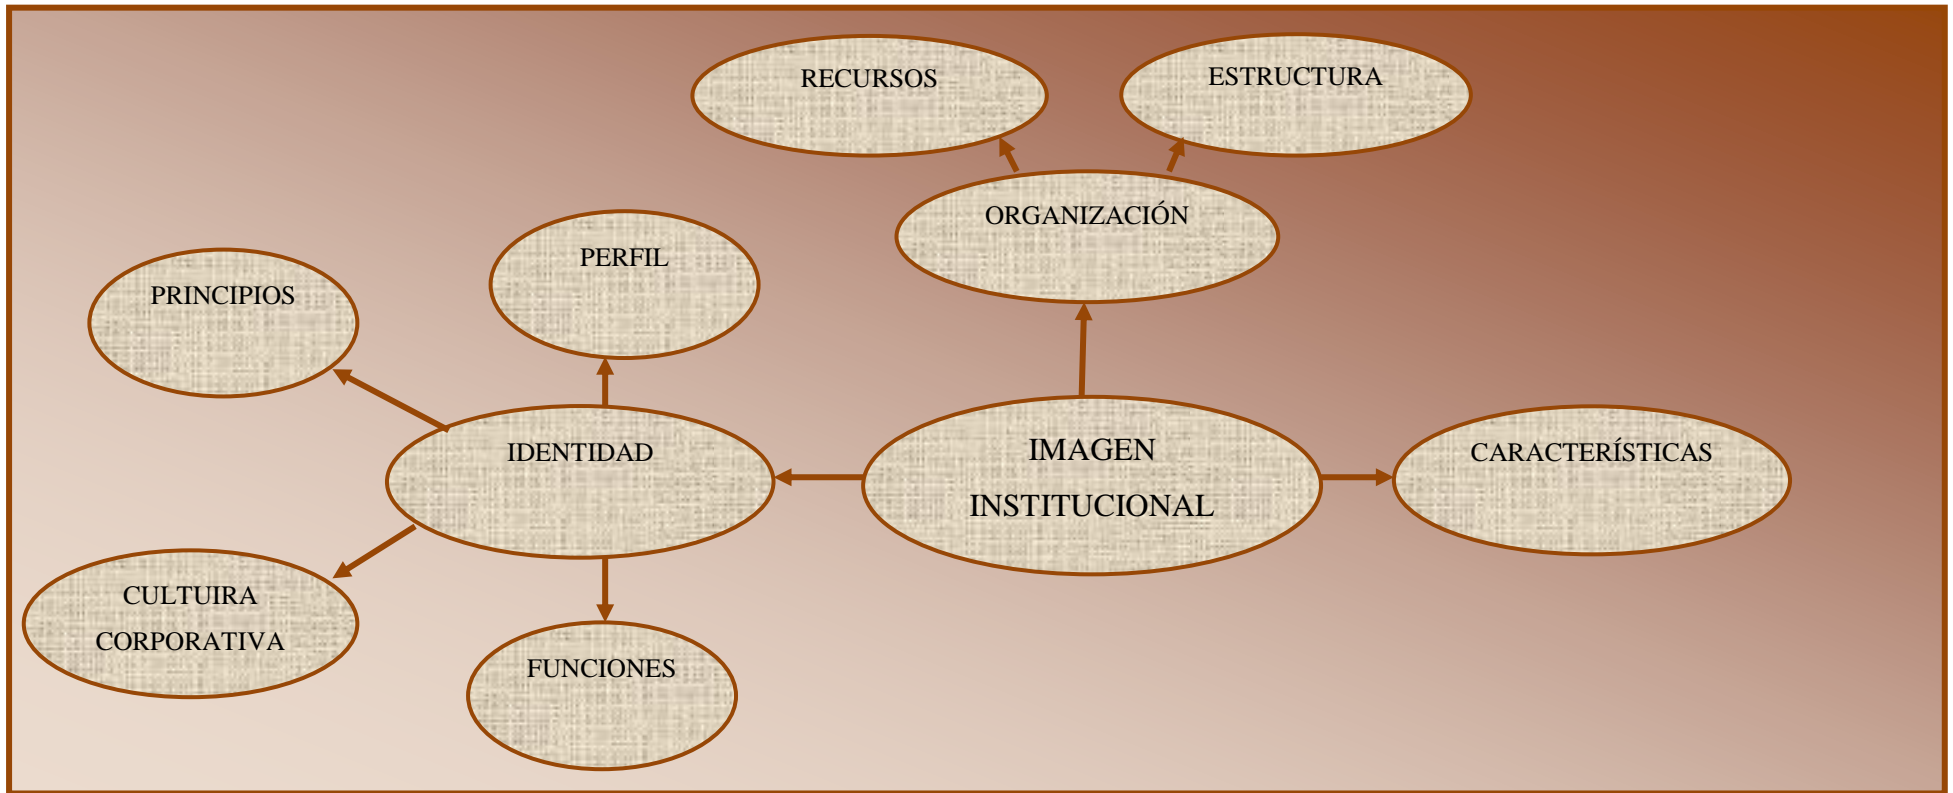 RECURSOS
ESTRUCTURA
ORGANIZACIÓN
PERFIL
PRINCIPIOS
IDENTIDAD
IMAGEN
INSTITUCIONAL
CARACTERÍSTICAS
CULTUIRA
CORPORATIVA
FUNCIONES